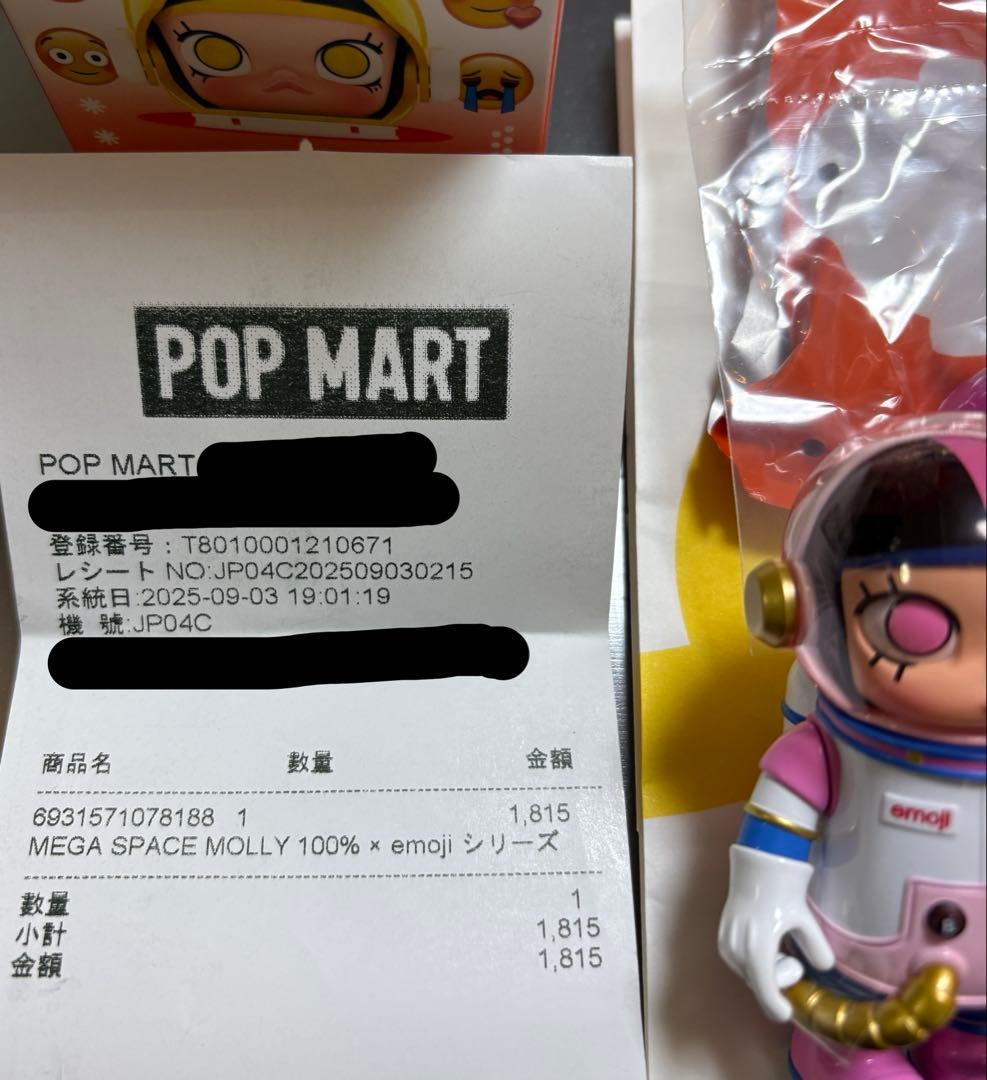 POP MART
POP MART
登録番号：T8010001210671
レシート NO:JP04C202509030215
系統日:2025-09-03 19:01:19
機 號:JP04C
商品名 數量 金額
6931571078188 1 1,815
MEGA SPACE MOLLY 100% × emoji シリーズ
數量 1
小計 1,815
金額 1,815
emoji